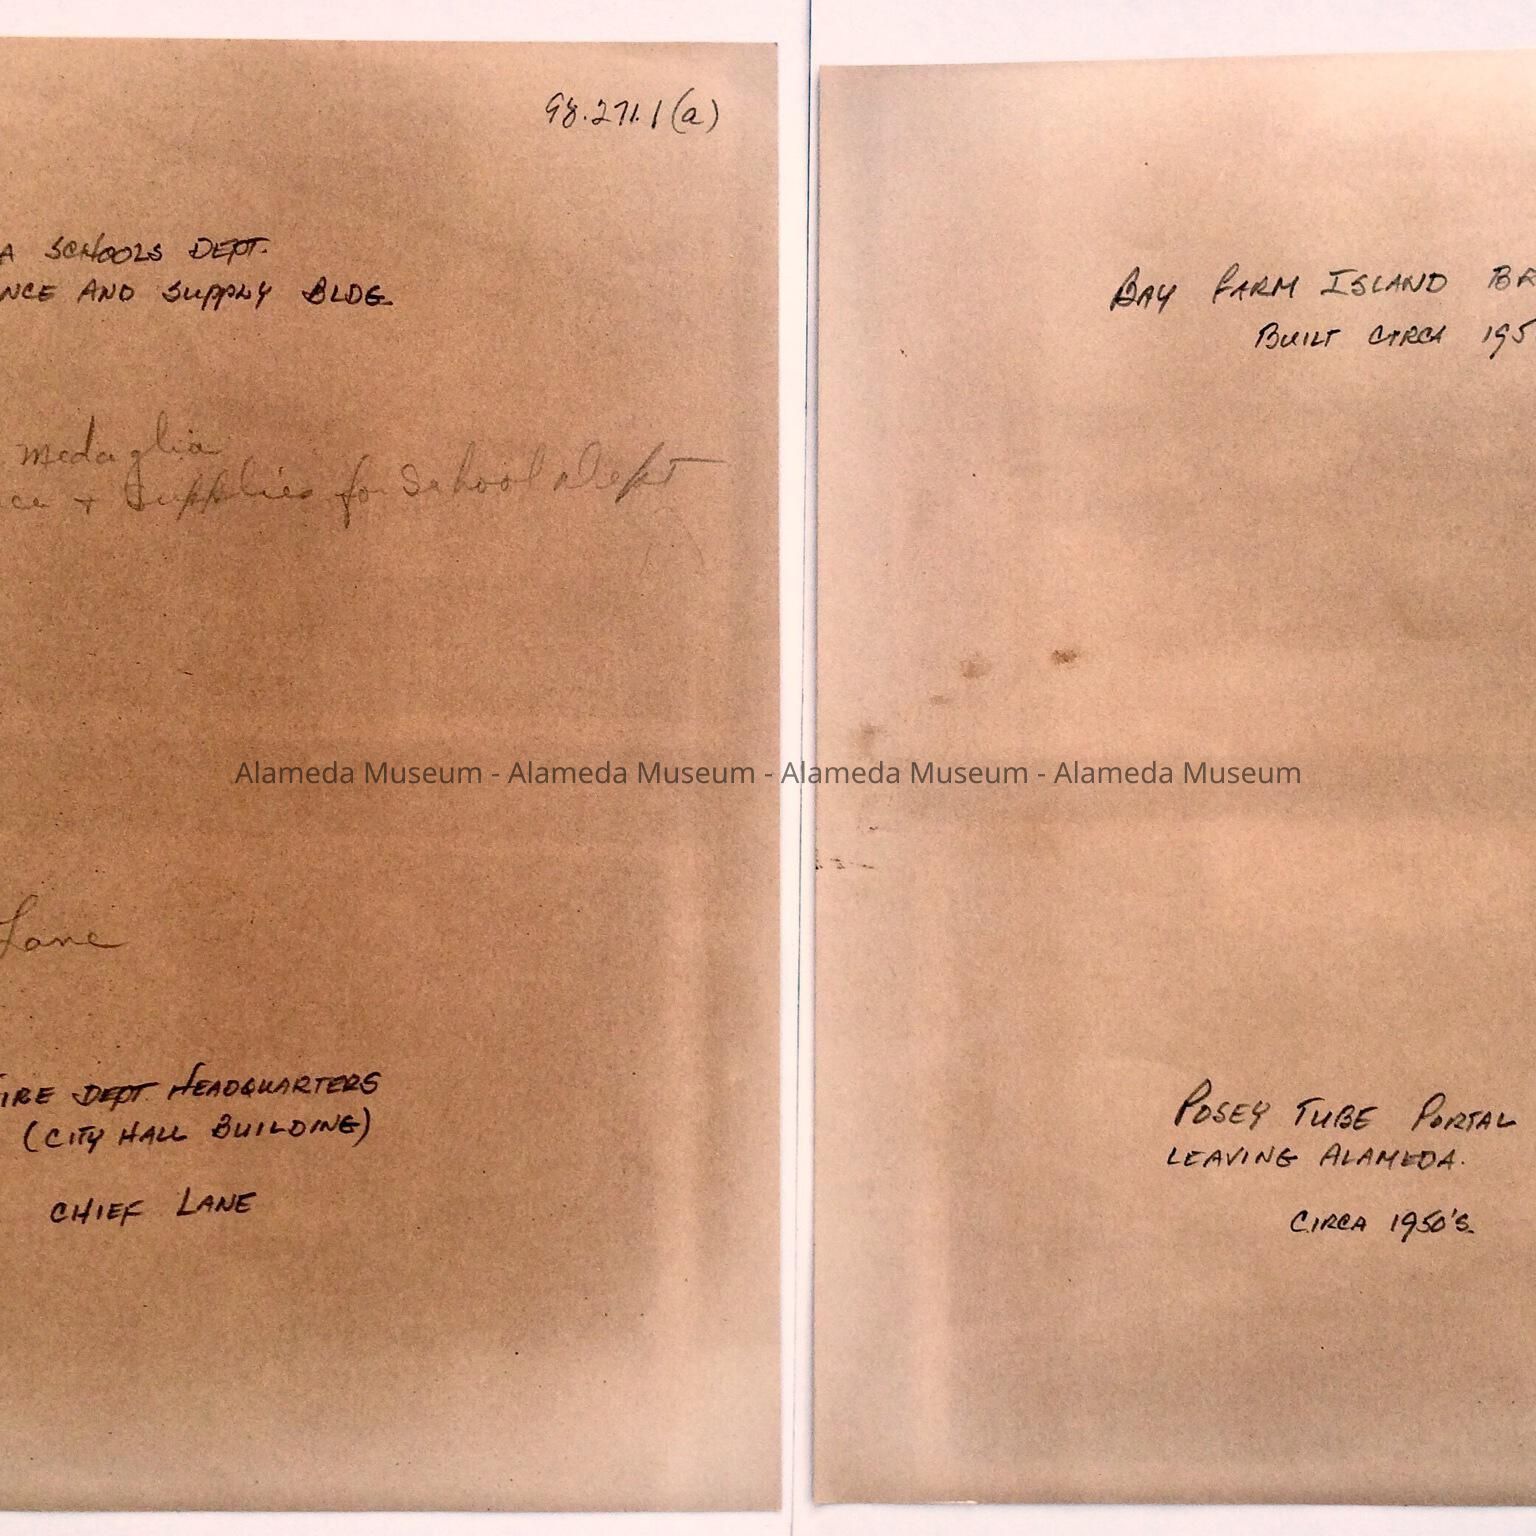 98.271.1(a)
A SCHOOLS DEPT.
NCE AND SUPPLY BLDG.
Medaglia
ce + Supplies for School Dept
Lane
IRE DEPT. HEADQUARTERS
(CITY HALL BUILDING)
CHIEF LANE
BAY FARM ISLAND BR
BUILT CIRCA 195
Alameda Museum - Alameda Museum - Alameda Museum - Alameda Museum
POSEY TUBE PORTAL
LEAVING ALAMEDA.
CIRCA 1950'S